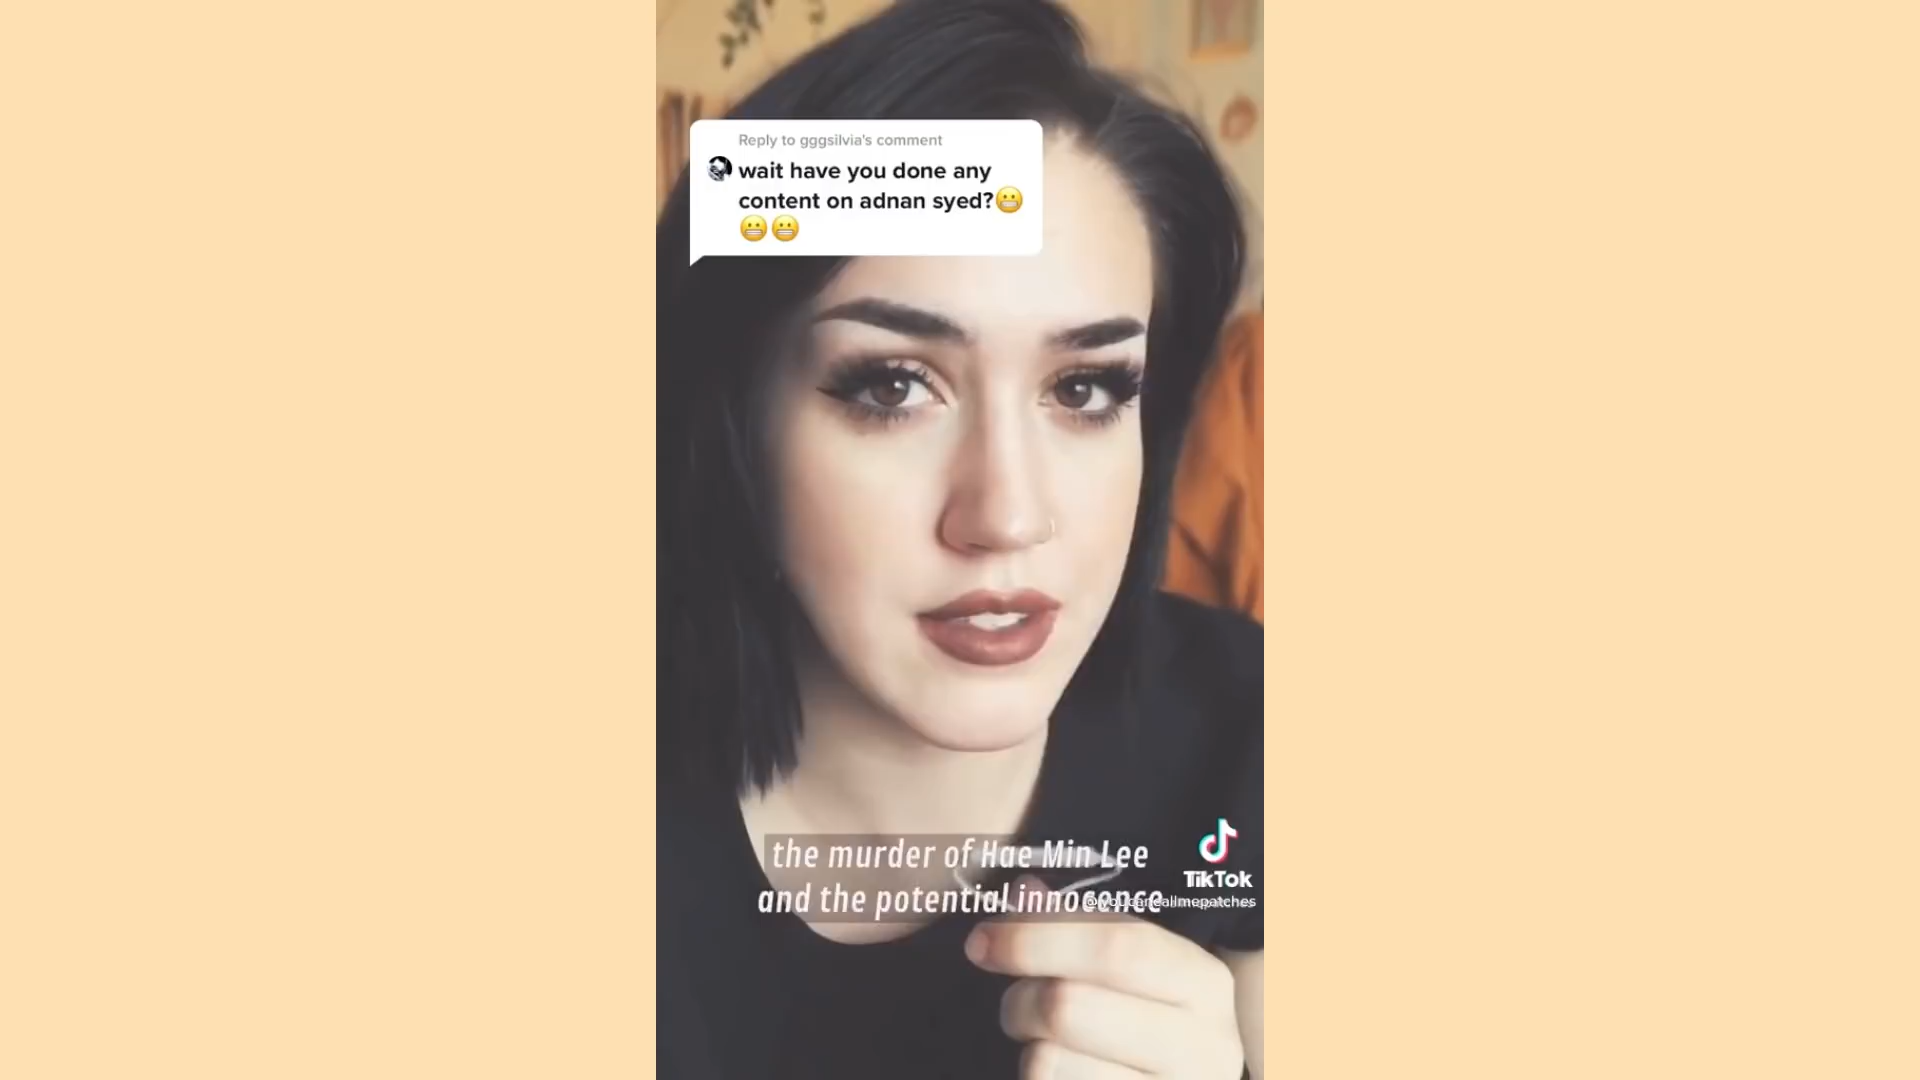 Reply to gggsilvia's comment
wait have you done any
content on adnan syed?😬
😬😬
the murder of Hae Min Lee
and the potential innocence
TikTok
@youcancallmepatches